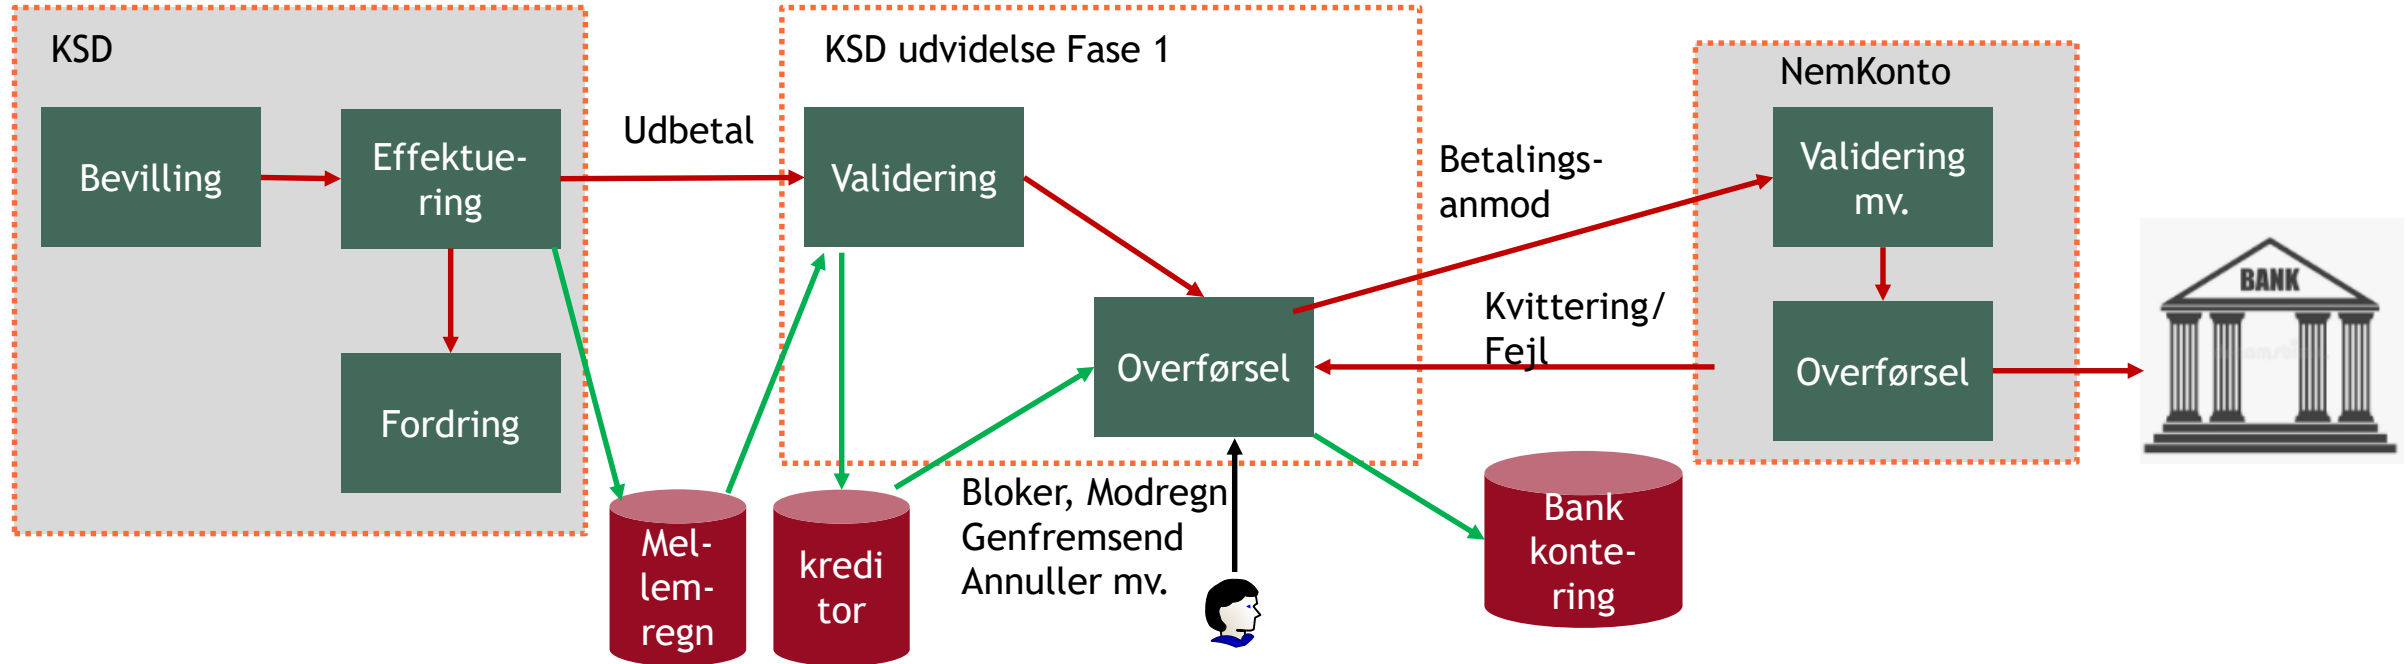 KSD
Bevilling
Effektue-
ring
Fordring
Udbetal
Mel-
lem-
regn
kredi
tor
KSD udvidelse Fase 1
Validering
Overførsel
Bloker, Modregn
Genfremsend
Annuller mv.
Betalings-
anmod
Kvittering/
Fejl
Bank
konte-
ring
NemKonto
Validering
mv.
Overførsel
BANK